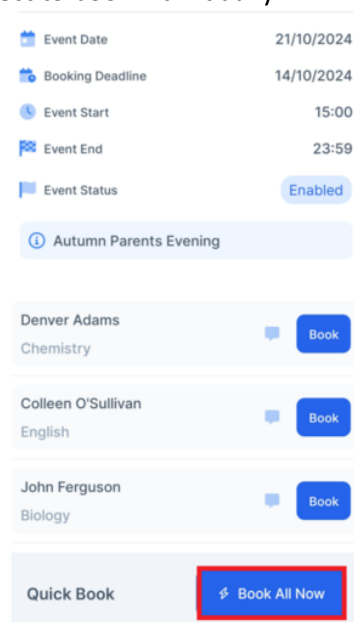 Event Date 21/10/2024
Booking Deadline 14/10/2024
Event Start 15:00
Event End 23:59
Event Status Enabled
Autumn Parents Evening
Denver Adams
Chemistry
Book
Colleen O'Sullivan
English
Book
John Ferguson
Biology
Book
Quick Book Book All Now